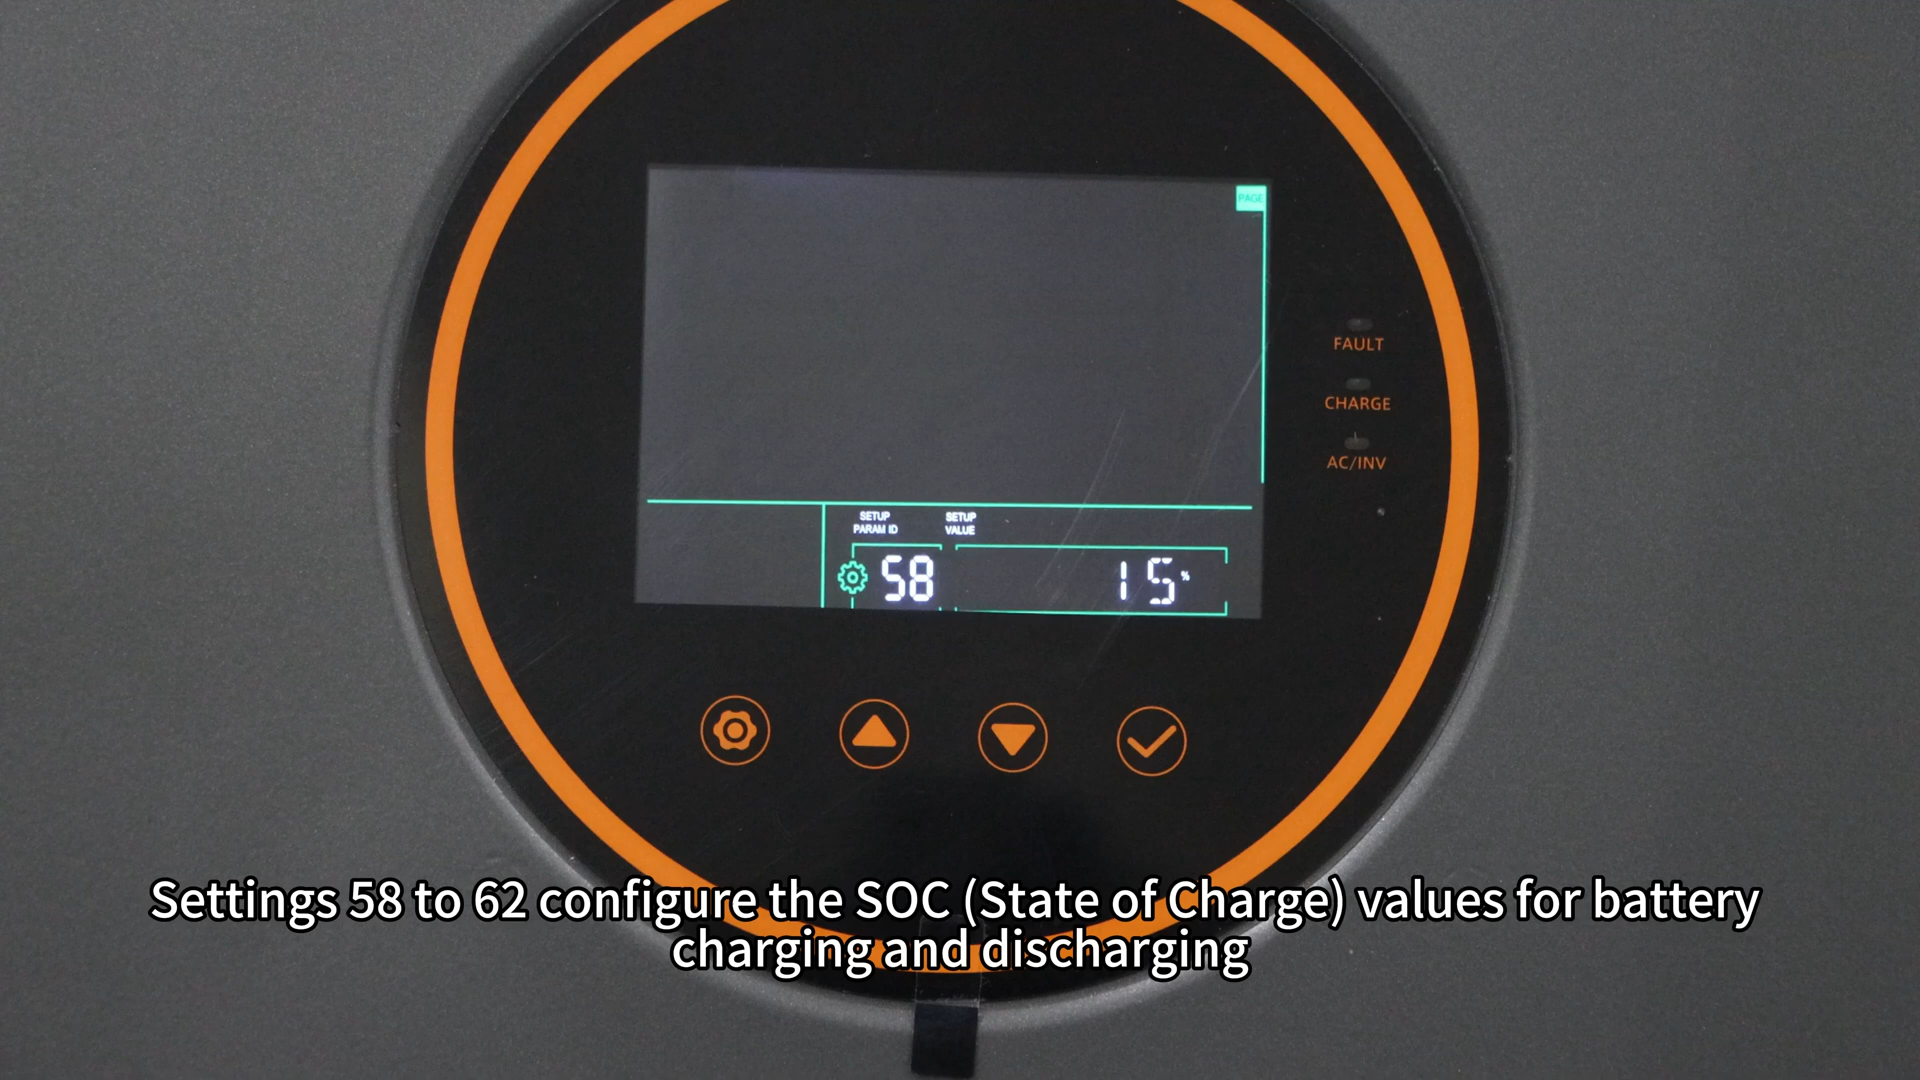 PAGE
FAULT
CHARGE
AC/INV
SETUP
PARAM ID
SETUP
VALUE
58
15%
Settings 58 to 62 configure the SOC (State of Charge) values for battery
charging and discharging